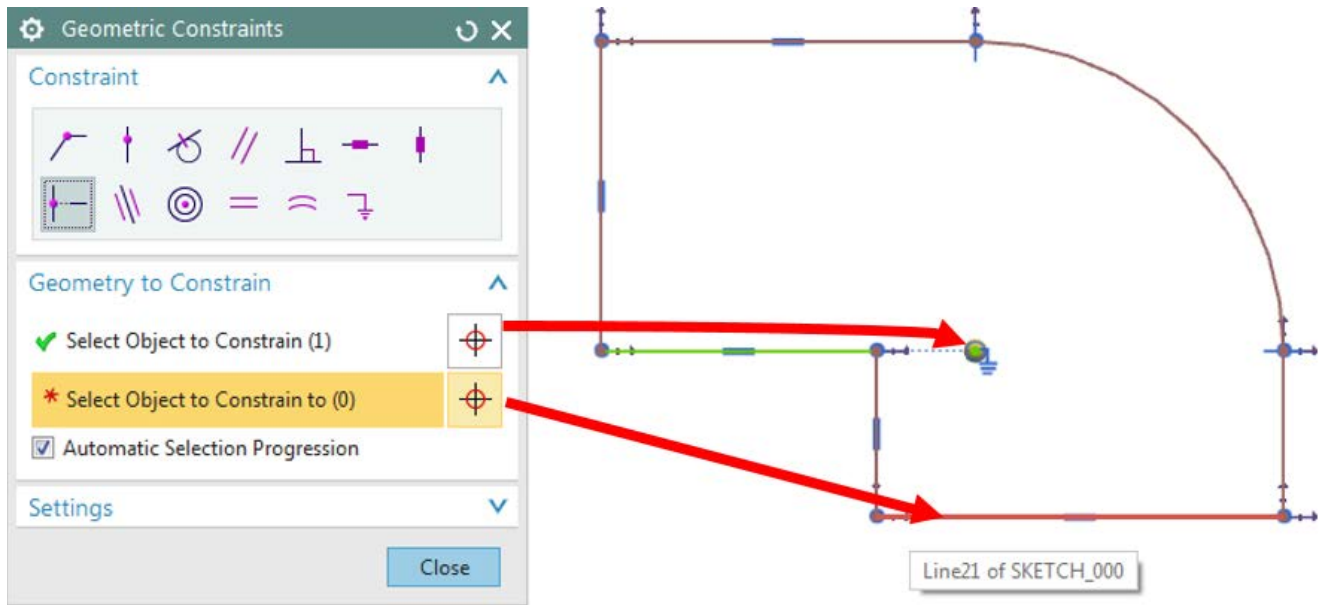 Geometric Constraints
Constraint
Geometry to Constrain
Select Object to Constrain (1)
* Select Object to Constrain to (0)
Automatic Selection Progression
Settings
Close
Line21 of SKETCH_000